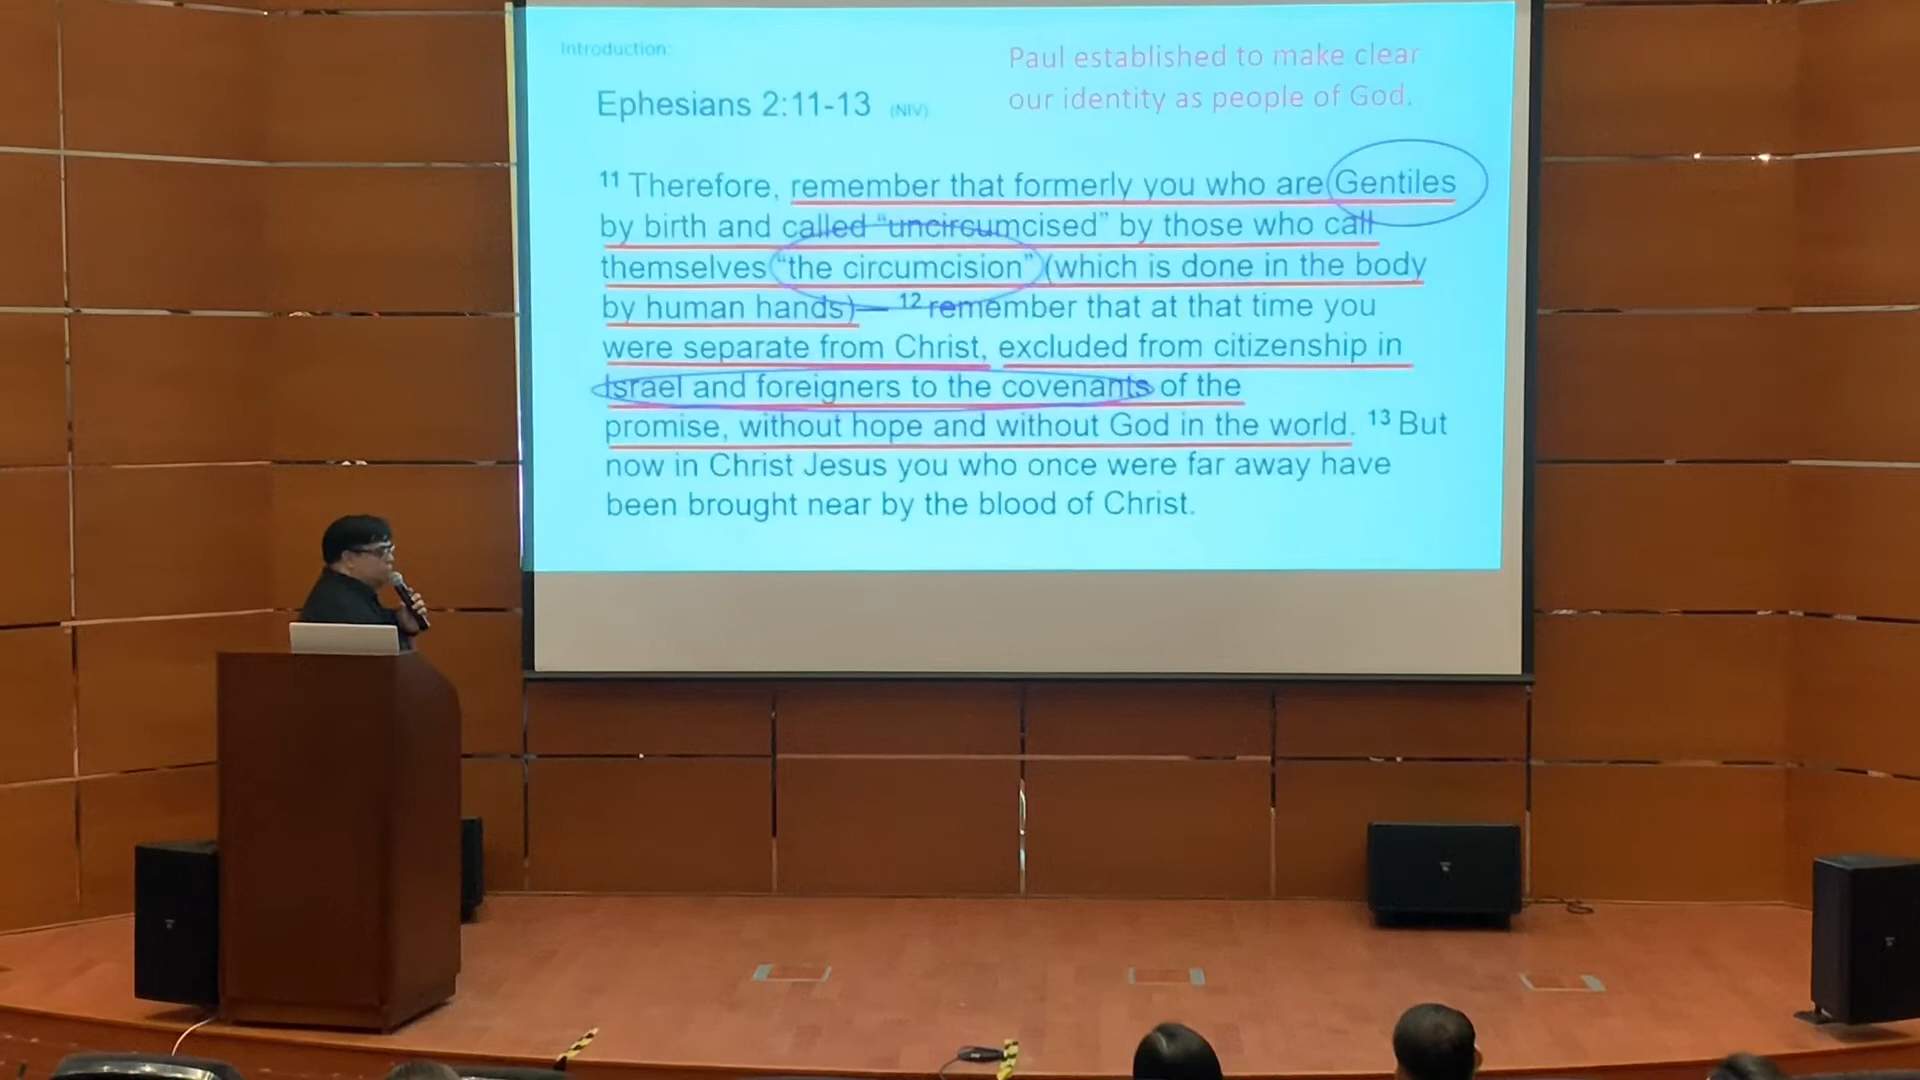 Introduction:
Paul established to make clear
our identity as people of God.
Ephesians 2:11-13 (NIV)
11 Therefore, remember that formerly you who are Gentiles
by birth and called “uncircumcised” by those who call
themselves “the circumcision” (which is done in the body
by human hands)— 12 remember that at that time you
were separate from Christ, excluded from citizenship in
Israel and foreigners to the covenants of the
promise, without hope and without God in the world. 13 But
now in Christ Jesus you who once were far away have
been brought near by the blood of Christ.